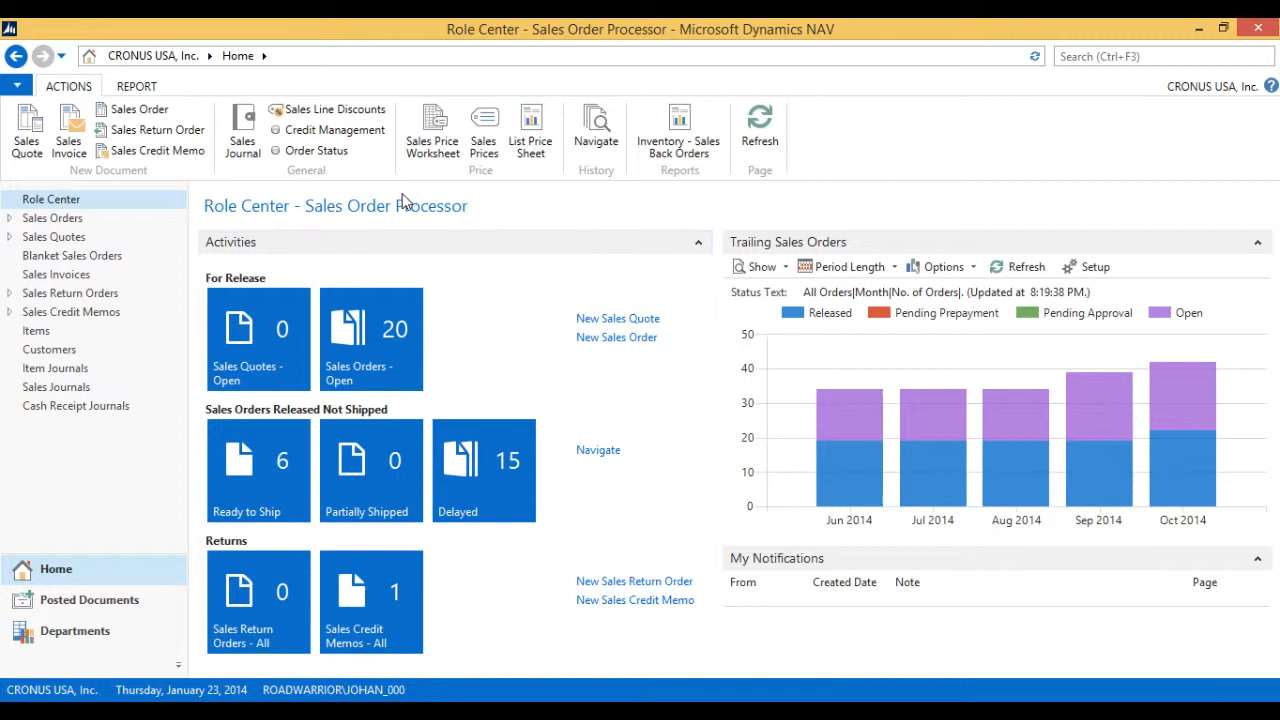 Role Center - Sales Order Processor - Microsoft Dynamics NAV
CRONUS USA, Inc. Home
Search (Ctrl+F3)
ACTIONS REPORT
CRONUS USA, Inc.
Sales Quote
Sales Invoice
Sales Order
Sales Return Order
Sales Credit Memo
New Document
Sales Journal
Sales Line Discounts
Credit Management
Order Status
General
Sales Price Worksheet
Sales Prices
List Price Sheet
Price
Navigate
History
Inventory - Sales Back Orders
Reports
Refresh
Page
Role Center
Sales Orders
Sales Quotes
Blanket Sales Orders
Sales Invoices
Sales Return Orders
Sales Credit Memos
Items
Customers
Item Journals
Sales Journals
Cash Receipt Journals
Home
Posted Documents
Departments
Role Center - Sales Order Processor
Activities
For Release
0
Sales Quotes - Open
20
Sales Orders - Open
New Sales Quote
New Sales Order
Sales Orders Released Not Shipped
6
Ready to Ship
0
Partially Shipped
15
Delayed
Navigate
Returns
0
Sales Return Orders - All
1
Sales Credit Memos - All
New Sales Return Order
New Sales Credit Memo
Trailing Sales Orders
Show Period Length Options Refresh Setup
Status Text: All Orders|Month|No. of Orders|. (Updated at 8:19:38 PM.)
Released Pending Prepayment Pending Approval Open
50
40
30
20
10
0
Jun 2014 Jul 2014 Aug 2014 Sep 2014 Oct 2014
My Notifications
From Created Date Note Page
CRONUS USA, Inc. Thursday, January 23, 2014 ROADWARRIOR\JOHAN_000